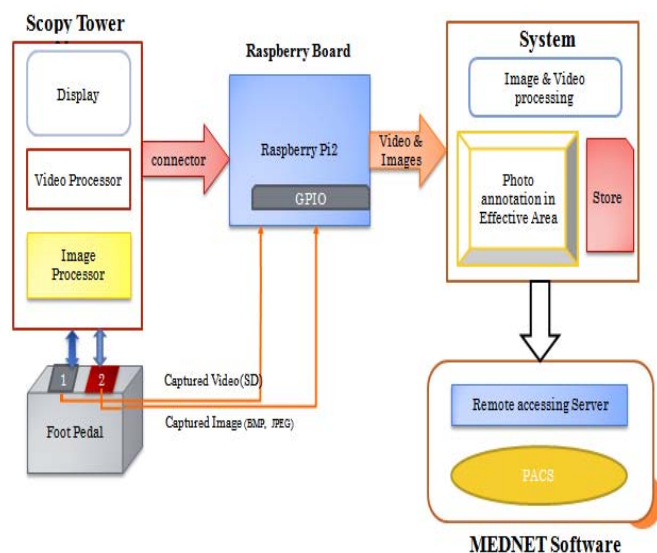 Scopy Tower
Display
Video Processor
Image
Processor
1
2
Foot Pedal
connector
Raspberry Board
Raspberry Pi2
GPIO
Captured Video(SD)
Captured Image (BMP, JPEG)
Video &
Images
System
Image & Video
processing
Photo
annotation in
Effective Area
Store
Remote accessing Server
PACS
MEDNET Software